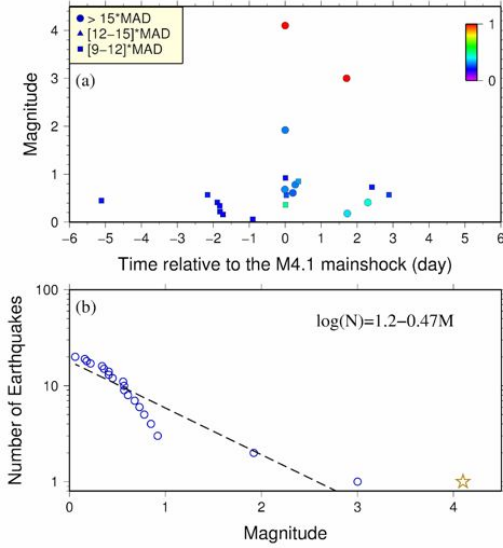 > 15*MAD
[12−15]*MAD
[9−12]*MAD
(a)
1
0
Magnitude
4
3
2
1
0
−6 −5 −4 −3 −2 −1 0 1 2 3 4 5 6
Time relative to the M4.1 mainshock (day)
(b)
log(N)=1.2−0.47M
Number of Earthquakes
100
10
1
0 1 2 3 4
Magnitude